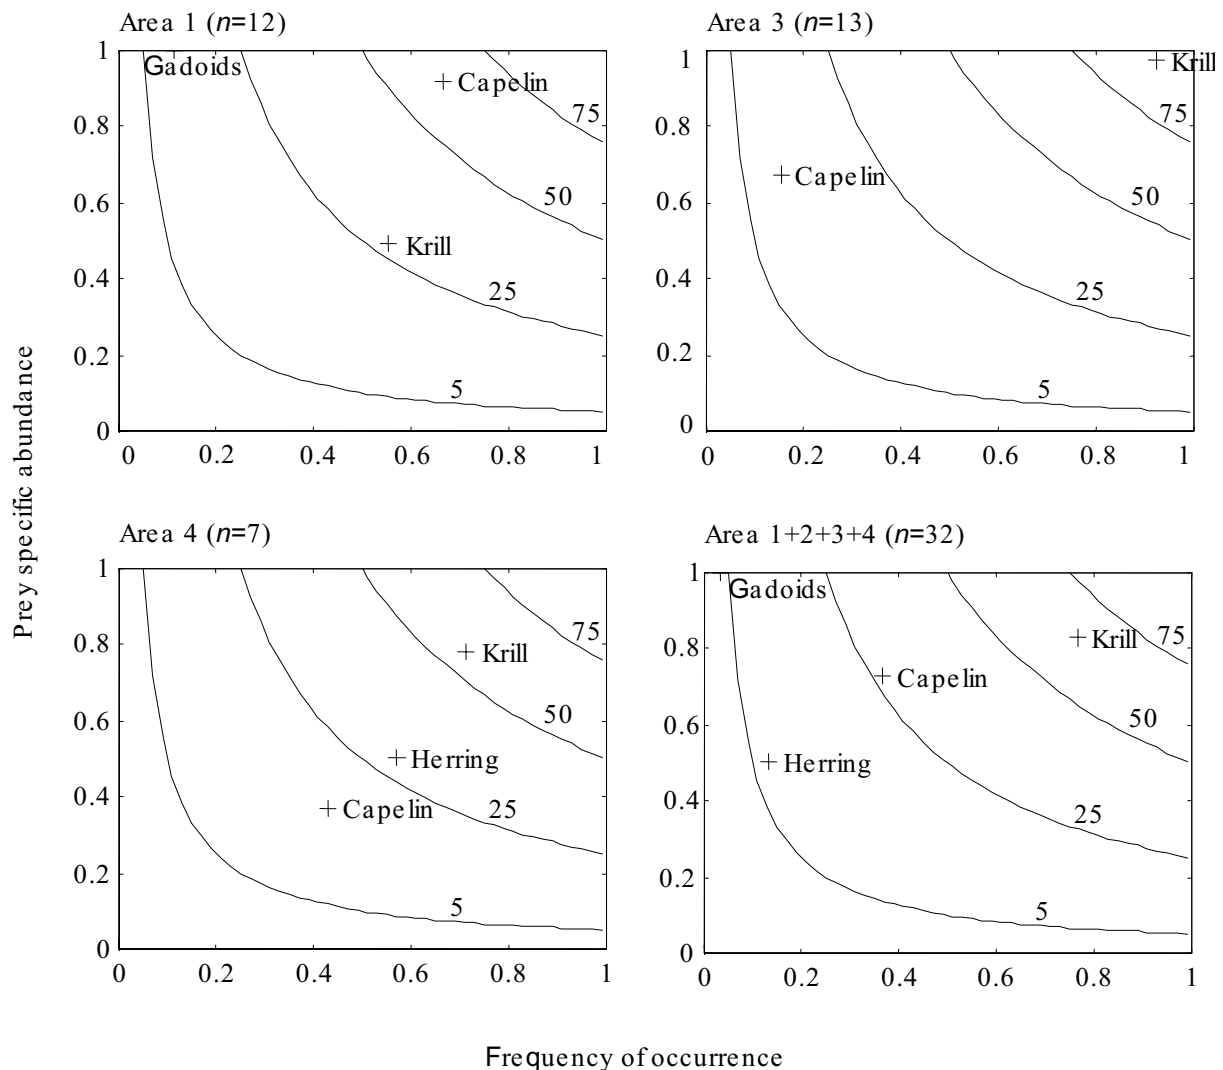 Area 1 (n=12)
1
Gadoids
Capelin
0.8
75
0.6
50
0.4
Krill
25
0.2
5
0
0 0.2 0.4 0.6 0.8 1
Area 3 (n=13)
1
Krill
0.8
75
Capelin
0.6
50
0.4
25
0.2
5
0
0 0.2 0.4 0.6 0.8 1
Prey specific abundance
Area 4 (n=7)
1
0.8
75
Krill
0.6
50
Herring
0.4
Capelin
25
0.2
5
0
0 0.2 0.4 0.6 0.8 1
Area 1+2+3+4 (n=32)
1
Gadoids
0.8
Krill 75
Capelin
0.6
50
Herring
0.4
25
0.2
5
0
0 0.2 0.4 0.6 0.8 1
Frequency of occurrence